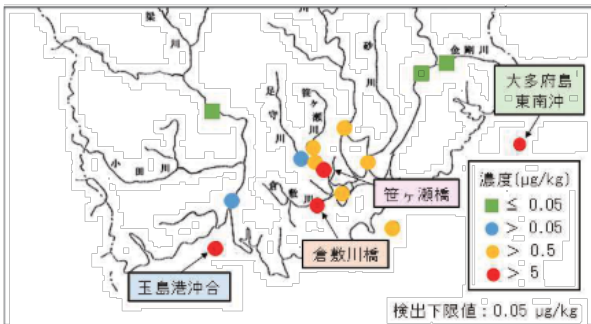 梁
川
砂
川
金剛川
大多府島
東南沖
足
守
川
笹
ヶ
瀬
川
小田川
倉敷川
笹ヶ瀬橋
倉敷川橋
玉島港沖合
濃度(μg/kg)
≤ 0.05
> 0.05
> 0.5
> 5
検出下限値：0.05 μg/kg